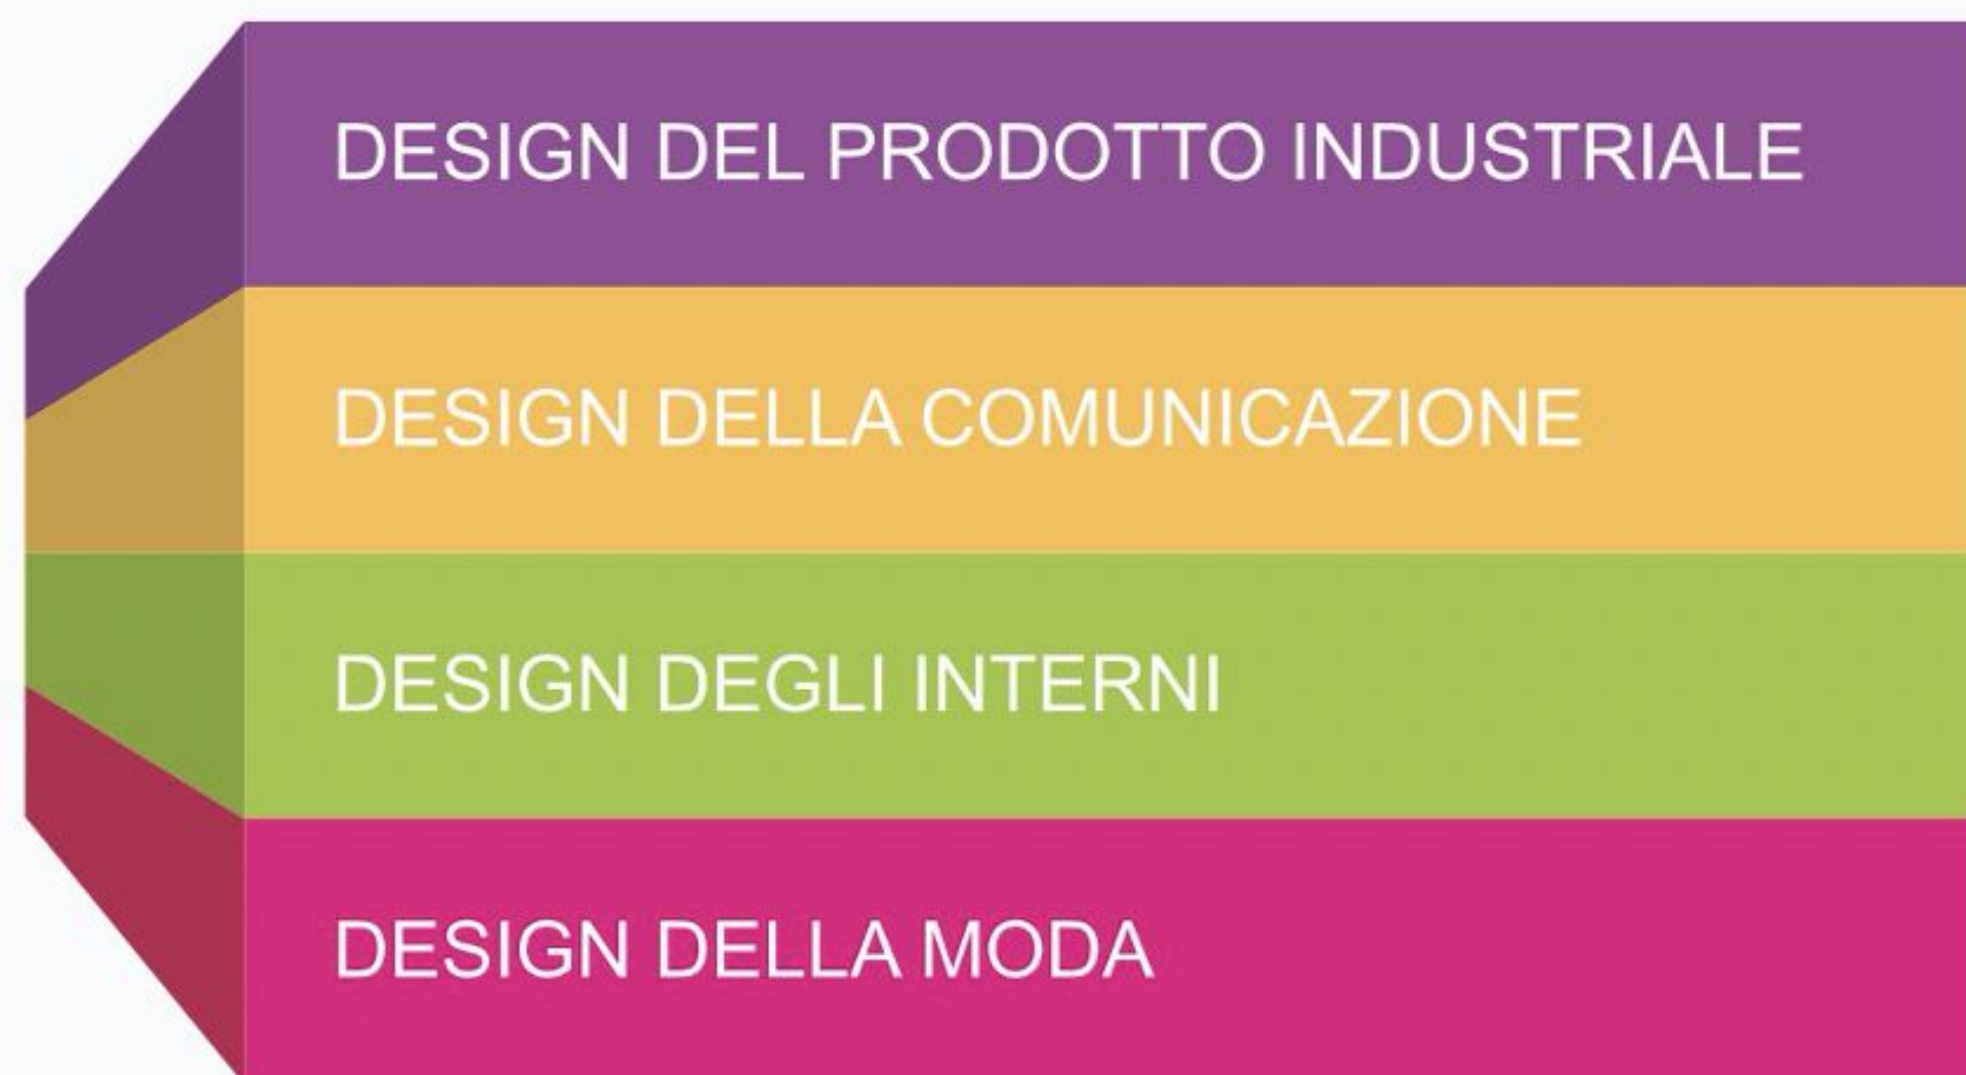 DESIGN DEL PRODOTTO INDUSTRIALE
DESIGN DELLA COMUNICAZIONE
DESIGN DEGLI INTERNI
DESIGN DELLA MODA